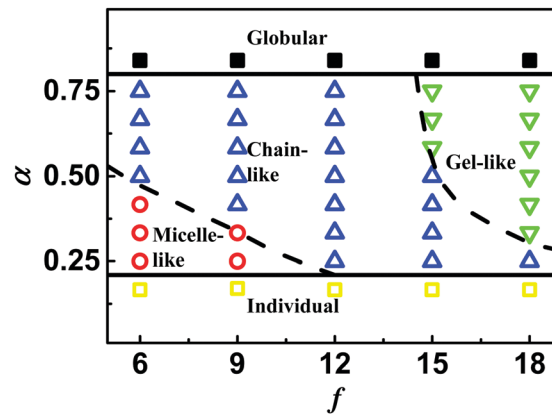 Globular
0.75
Chain-
like
Gel-like
α
0.50
Micelle-
like
0.25
Individual
6 9 12 15 18
f